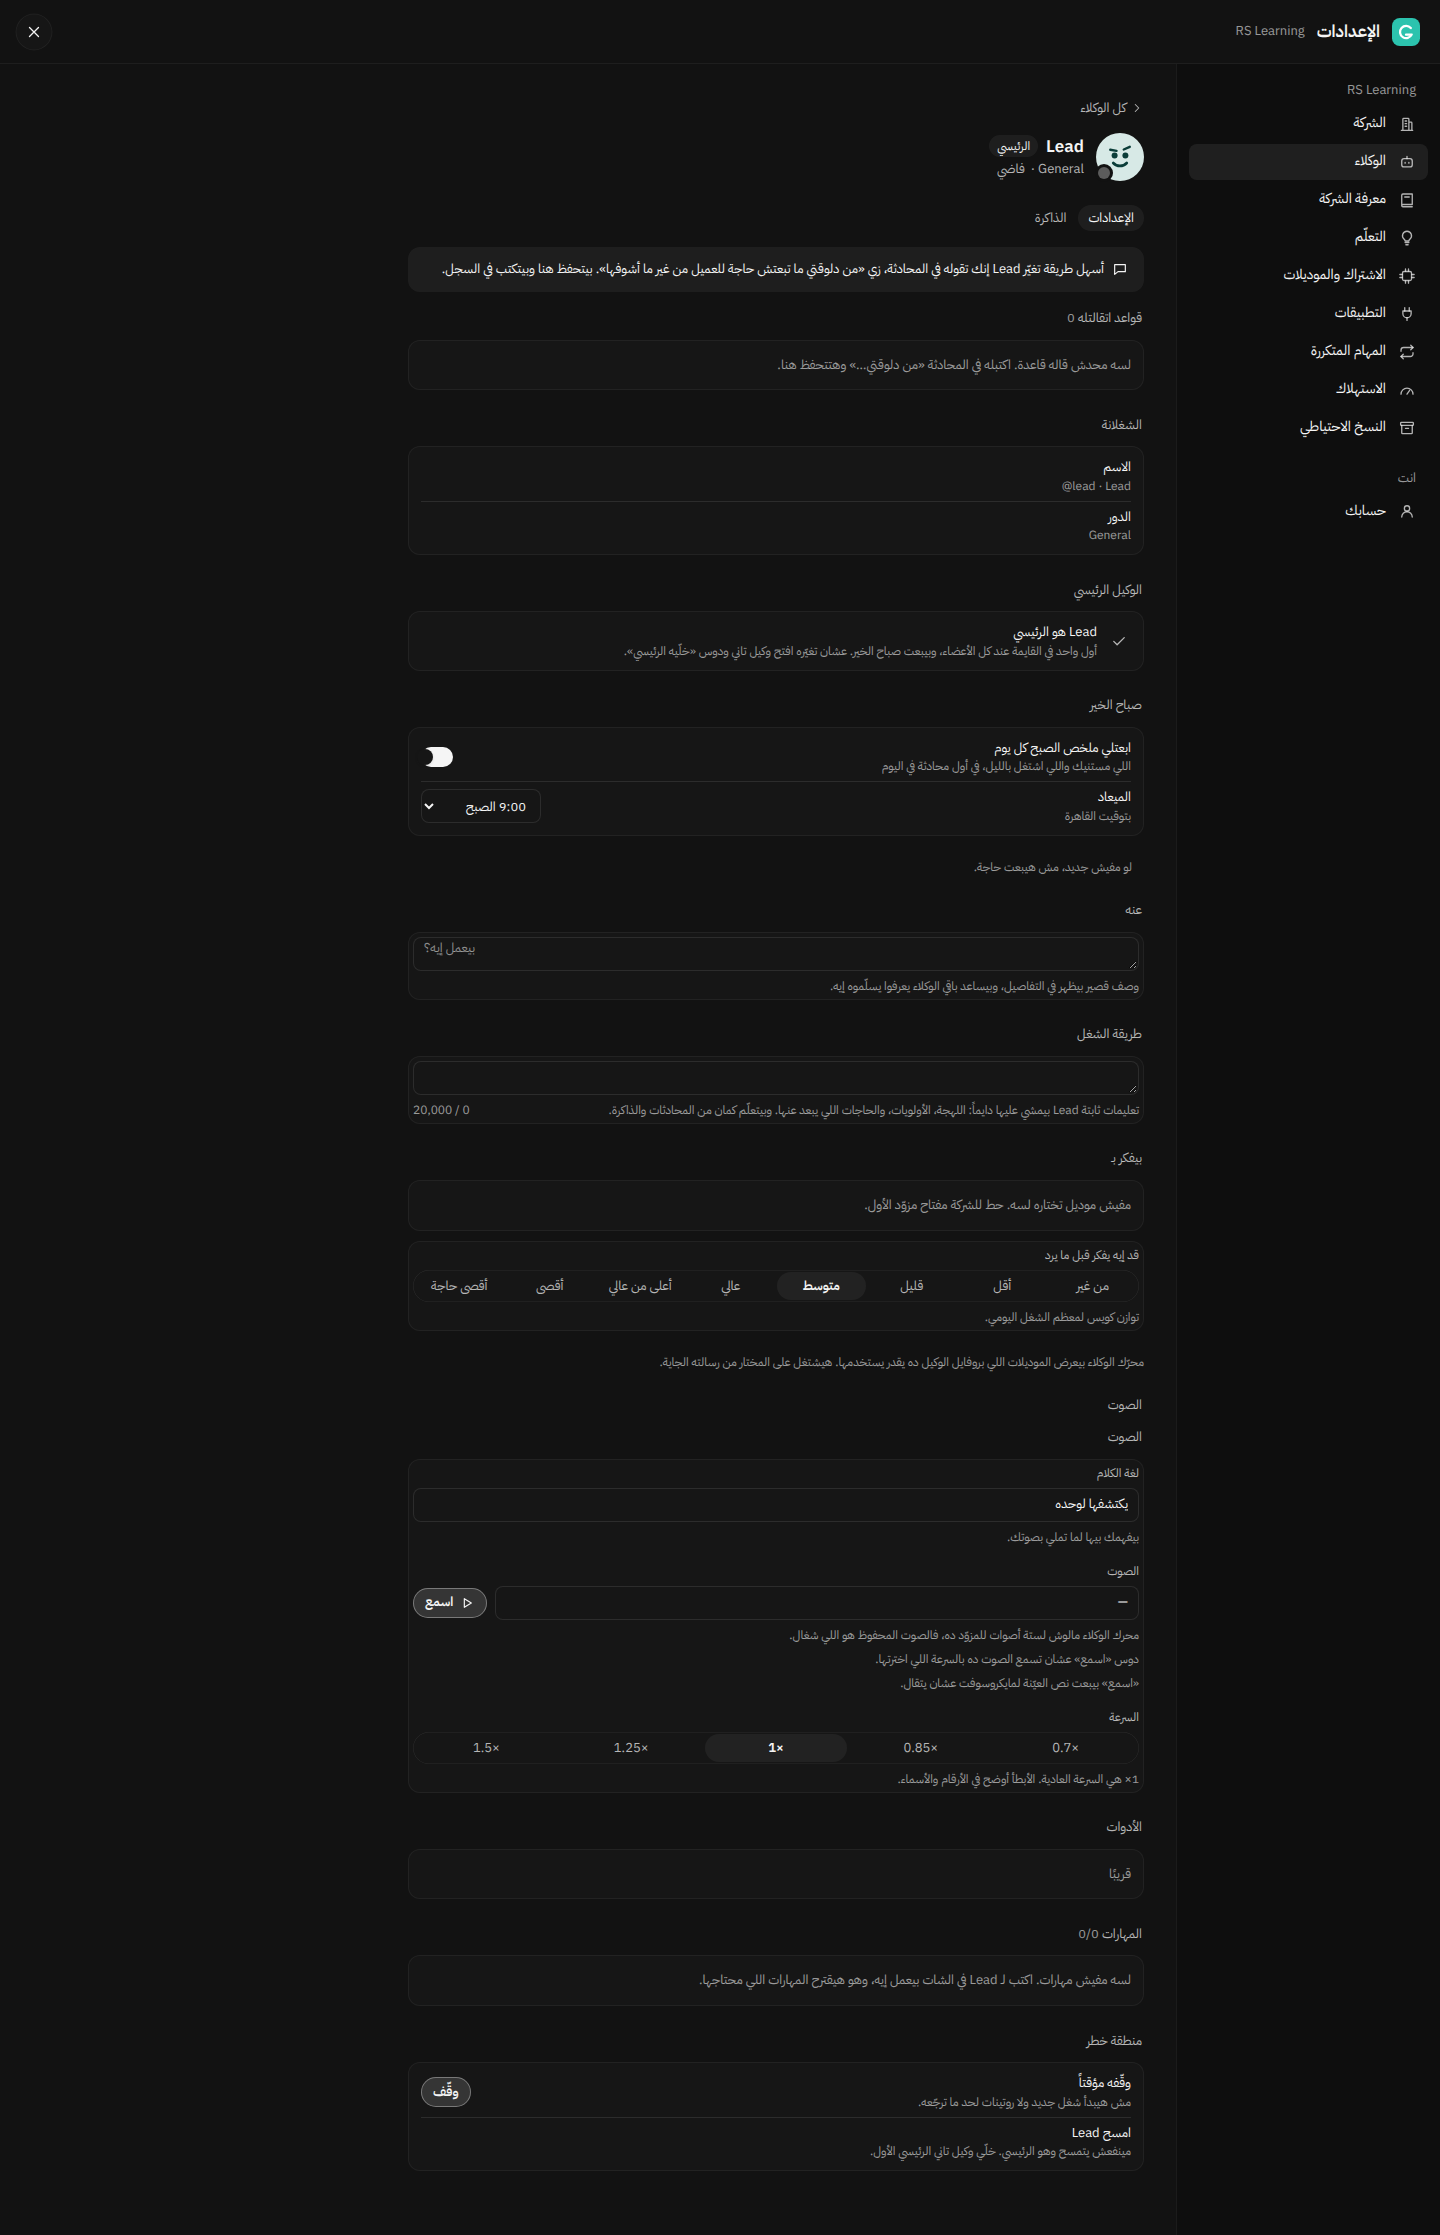 الإعدادات RS Learning
RS Learning
الشركة
الوكلاء
معرفة الشركة
التعلّم
الاشتراك والموديلات
التطبيقات
المهام المتكررة
الاستهلاك
النسخ الاحتياطي
انت
حسابك
كل الوكلاء
Lead الرئيسي
General · فاضي
الإعدادات الذاكرة
أسهل طريقة تغيّر Lead إنك تقوله في المحادثة، زي «من دلوقتي ما تبعتش حاجة للعميل من غير ما أشوفها». بيتحفظ هنا وبيتكتب في السجل.
قواعد اتقالتله 0
لسه محدش قاله قاعدة. اكتبله في المحادثة «من دلوقتي…» وهتتحفظ هنا.
الشغلانة
الاسم
@lead · Lead
الدور
General
الوكيل الرئيسي
Lead هو الرئيسي
أول واحد في القايمة عند كل الأعضاء، وبيبعت صباح الخير. عشان تغيّره افتح وكيل تاني ودوس «خلّيه الرئيسي».
صباح الخير
ابعتلي ملخص الصبح كل يوم
اللي مستنيك واللي اشتغل بالليل، في أول محادثة في اليوم
الميعاد
بتوقيت القاهرة
9:00 الصبح
لو مفيش جديد، مش هيبعت حاجة.
عنه
بيعمل إيه؟
وصف قصير بيظهر في التفاصيل، وبيساعد باقي الوكلاء يعرفوا يسلّموه إيه.
طريقة الشغل
تعليمات ثابتة Lead بيمشي عليها دايماً: اللهجة، الأولويات، والحاجات اللي يبعد عنها. وبيتعلّم كمان من المحادثات والذاكرة.
0 / 20,000
بيفكر بـ
مفيش موديل تختاره لسه. حط للشركة مفتاح مزوّد الأول.
قد إيه يفكر قبل ما يرد
من غير أقل قليل متوسط عالي أعلى من عالي أقصى أقصى حاجة
توازن كويس لمعظم الشغل اليومي.
محرّك الوكلاء بيعرض الموديلات اللي بروفايل الوكيل ده يقدر يستخدمها. هيشتغل على المختار من رسالته الجاية.
الصوت
الصوت
لغة الكلام
يكتشفها لوحده
بيفهمك بيها لما تملي بصوتك.
الصوت
—
اسمع
محرك الوكلاء مالوش لستة أصوات للمزوّد ده، فالصوت المحفوظ هو اللي شغال.
دوس «اسمع» عشان تسمع الصوت ده بالسرعة اللي اخترتها.
«اسمع» بيبعت نص العيّنة لمايكروسوفت عشان يتقال.
السرعة
0.7× 0.85× 1× 1.25× 1.5×
1× هي السرعة العادية. الأبطأ أوضح في الأرقام والأسماء.
الأدوات
قريبًا
المهارات 0/0
لسه مفيش مهارات. اكتب لـ Lead في الشات بيعمل إيه، وهو هيقترح المهارات اللي محتاجها.
منطقة خطر
وقّفه مؤقتاً
مش هيبدأ شغل جديد ولا روتينات لحد ما ترجّعه.
وقّف
امسح Lead
مينفعش يتمسح وهو الرئيسي. خلّي وكيل تاني الرئيسي الأول.